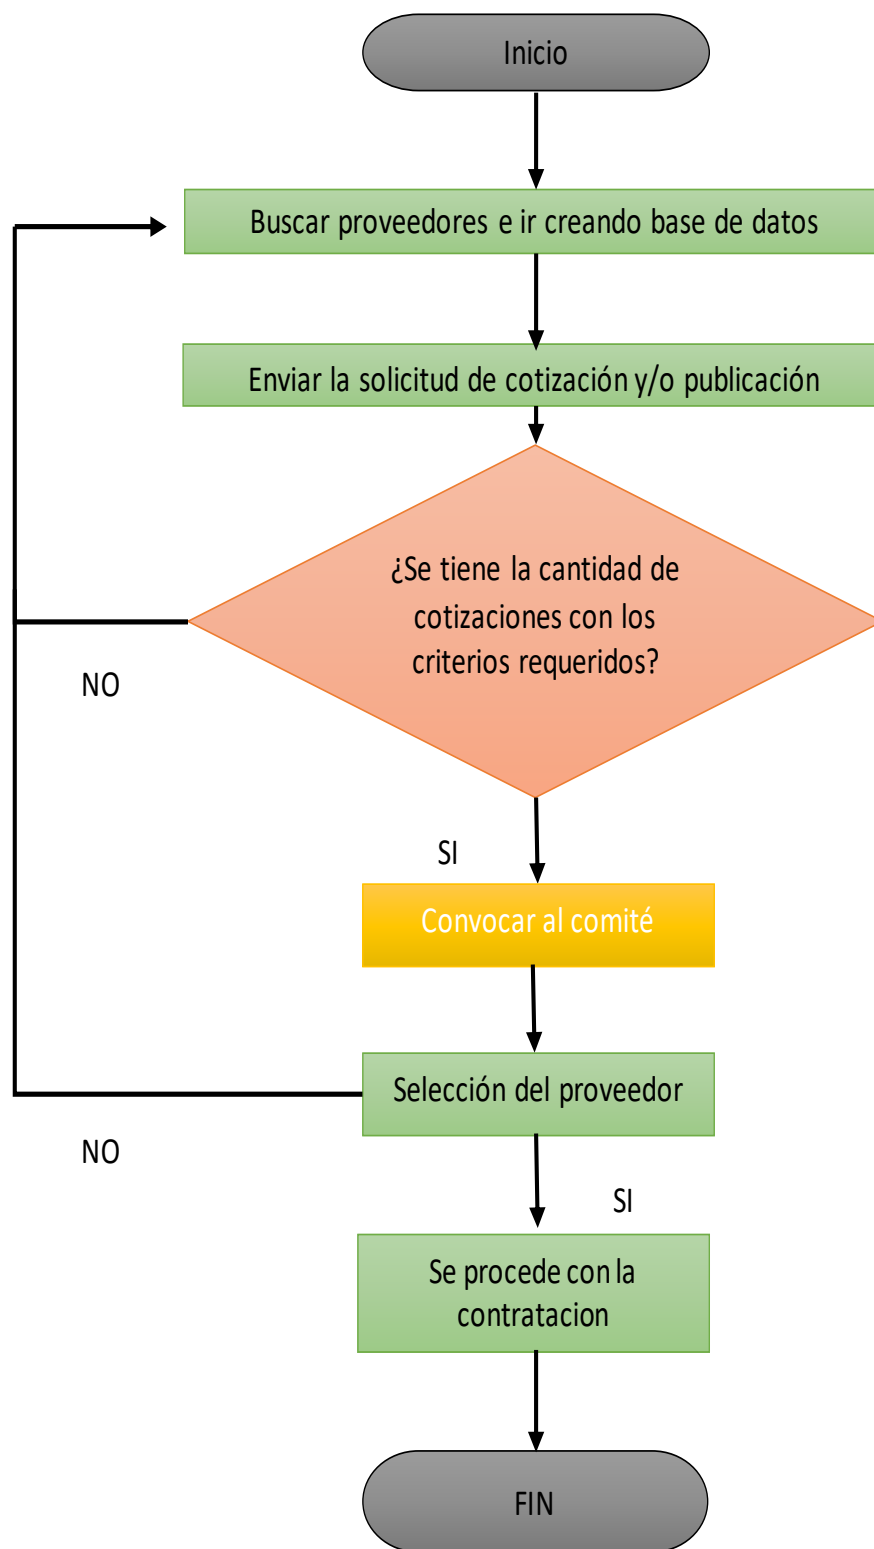 Inicio
Buscar proveedores e ir creando base de datos
Enviar la solicitud de cotización y/o publicación
¿Se tiene la cantidad de
cotizaciones con los
criterios requeridos?
NO
SI
Convocar al comité
Selección del proveedor
NO
SI
Se procede con la
contratacion
FIN